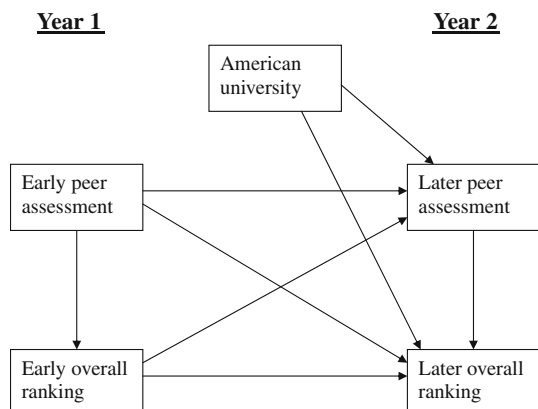 Year 1
Year 2
American
university
Early peer
assessment
Later peer
assessment
Early overall
ranking
Later overall
ranking